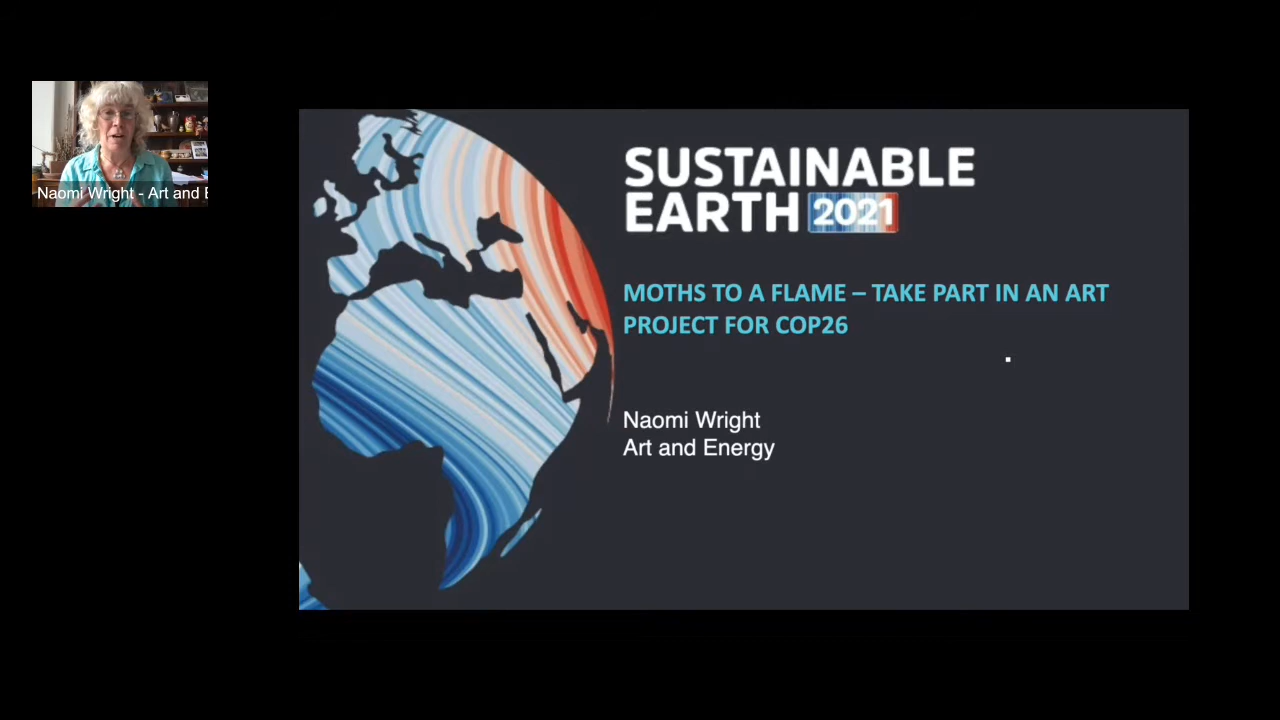 Naomi Wright - Art and E
SUSTAINABLE
EARTH 2021
MOTHS TO A FLAME – TAKE PART IN AN ART
PROJECT FOR COP26
Naomi Wright
Art and Energy